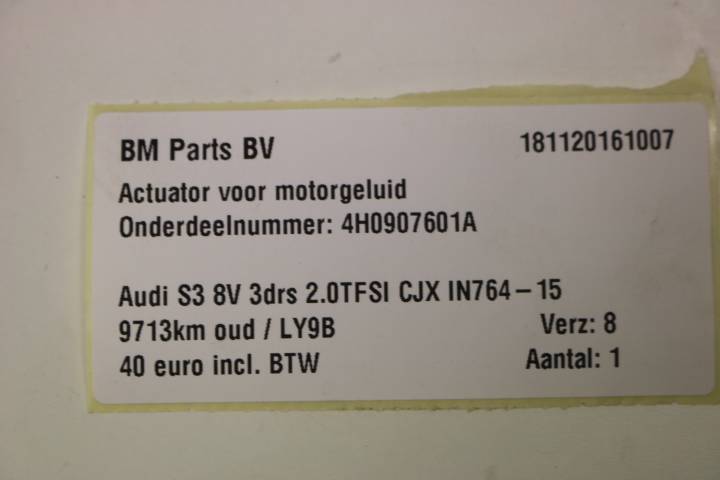 BM Parts BV 181120161007
Actuator voor motorgeluid
Onderdeelnummer: 4H0907601A
Audi S3 8V 3drs 2.0TFSI CJX IN764-15
9713km oud / LY9B Verz: 8
40 euro incl. BTW Aantal: 1